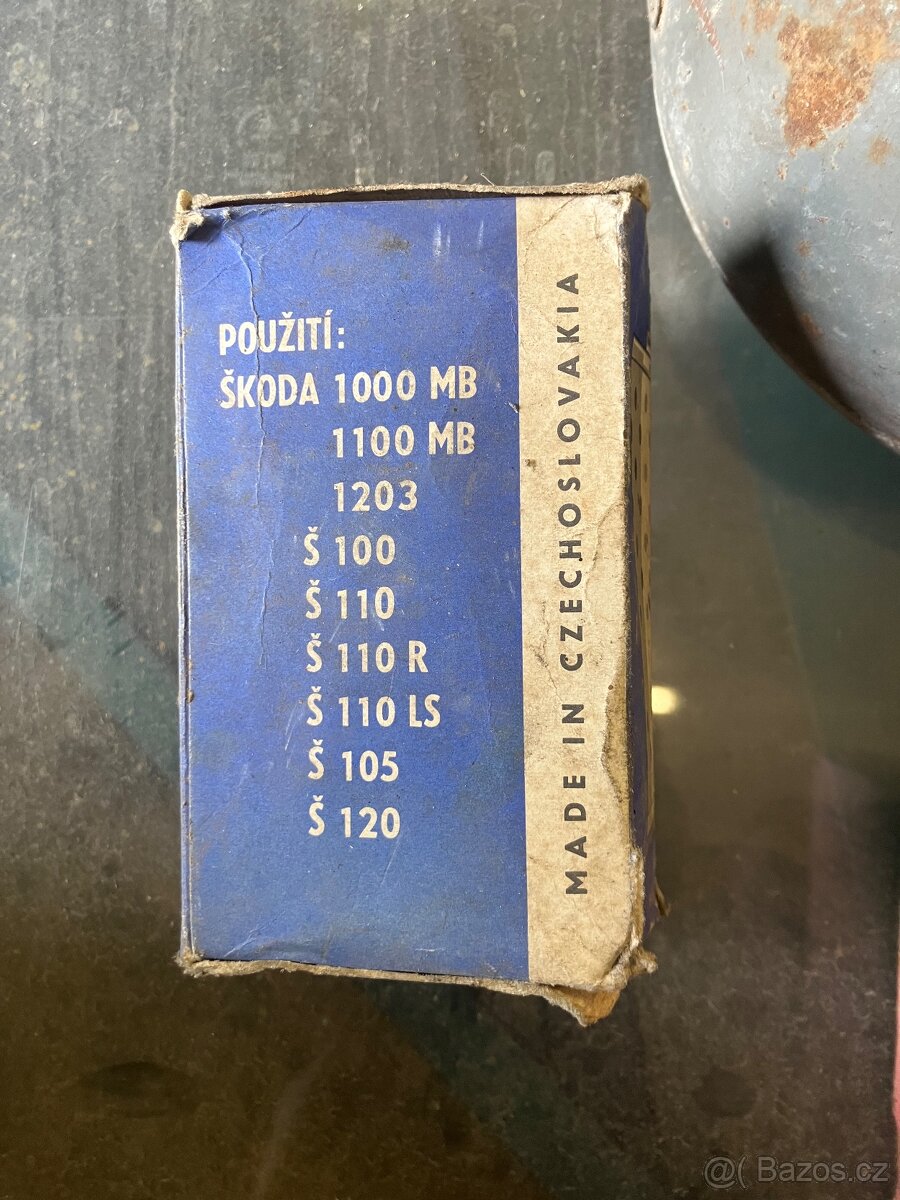 POUŽITÍ:
ŠKODA 1000 MB
1100 MB
1203
Š 100
Š 110
Š 110 R
Š 110 LS
Š 105
Š 120
MADE IN CZECHOSLOVAKIA
@( Bazos.cz